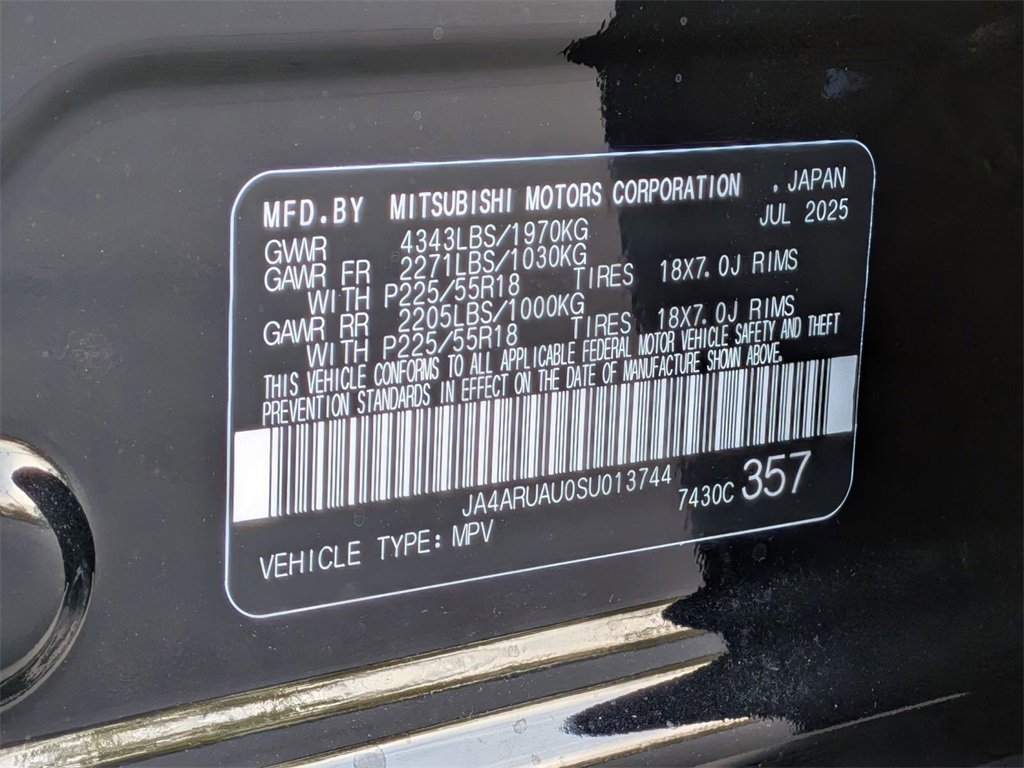 MFD.BY MITSUBISHI MOTORS CORPORATION . JAPAN
GVWR 4343LBS/1970KG JUL 2025
GAWR FR 2271LBS/1030KG
WITH P225/55R18 TIRES 18X7.0J RIMS
GAWR RR 2205LBS/1000KG
WITH P225/55R18 TIRES 18X7.0J RIMS
THIS VEHICLE CONFORMS TO ALL APPLICABLE FEDERAL MOTOR VEHICLE SAFETY AND THEFT
PREVENTION STANDARDS IN EFFECT ON THE DATE OF MANUFACTURE SHOWN ABOVE.
JA4ARUAU0SU013744 7430C 357
VEHICLE TYPE: MPV